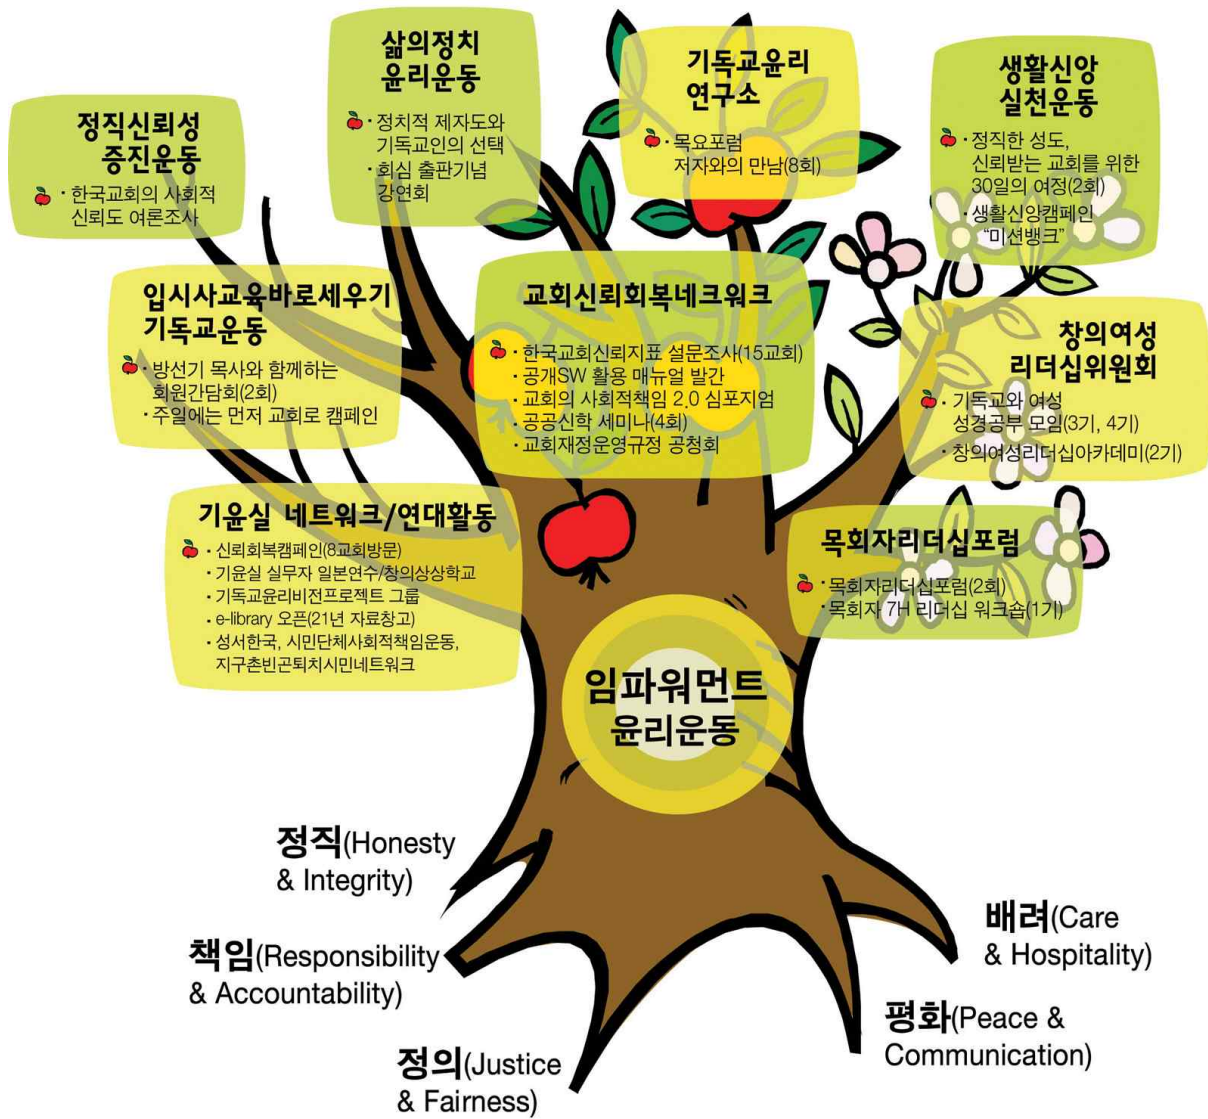 삶의정치
윤리운동
· 정치적 제자도와
기독교인의 선택
· 회심 출판기념
강연회
기독교윤리
연구소
· 목요포럼
저자와의 만남(8회)
생활신앙
실천운동
· 정직한 성도,
신뢰받는 교회를 위한
30일의 여정(2회)
· 생활신앙캠페인
“미션뱅크”
정직신뢰성
증진운동
· 한국교회의 사회적
신뢰도 여론조사
입시사교육바로세우기
기독교운동
· 방선기 목사와 함께하는
회원간담회(2회)
· 주일에는 먼저 교회로 캠페인
교회신뢰회복네크워크
· 한국교회신뢰지표 설문조사(15교회)
· 공개SW 활용 매뉴얼 발간
· 교회의 사회적책임 2.0 심포지엄
· 공공신학 세미나(4회)
· 교회재정운영규정 공청회
창의여성
리더십위원회
· 기독교와 여성
성경공부 모임(3기, 4기)
· 창의여성리더십아카데미(2기)
기윤실 네트워크/연대활동
· 신뢰회복캠페인(8교회방문)
· 기윤실 실무자 일본연수/창의상상학교
· 기독교윤리비전프로젝트 그룹
· e-library 오픈(21년 자료창고)
· 성서한국, 시민단체사회적책임운동,
지구촌빈곤퇴치시민네트워크
목회자리더십포럼
· 목회자리더십포럼(2회)
· 목회자 7H 리더십 워크숍(1기)
임파워먼트
윤리운동
정직(Honesty
& Integrity)
책임(Responsibility
& Accountability)
정의(Justice
& Fairness)
배려(Care
& Hospitality)
평화(Peace &
Communication)